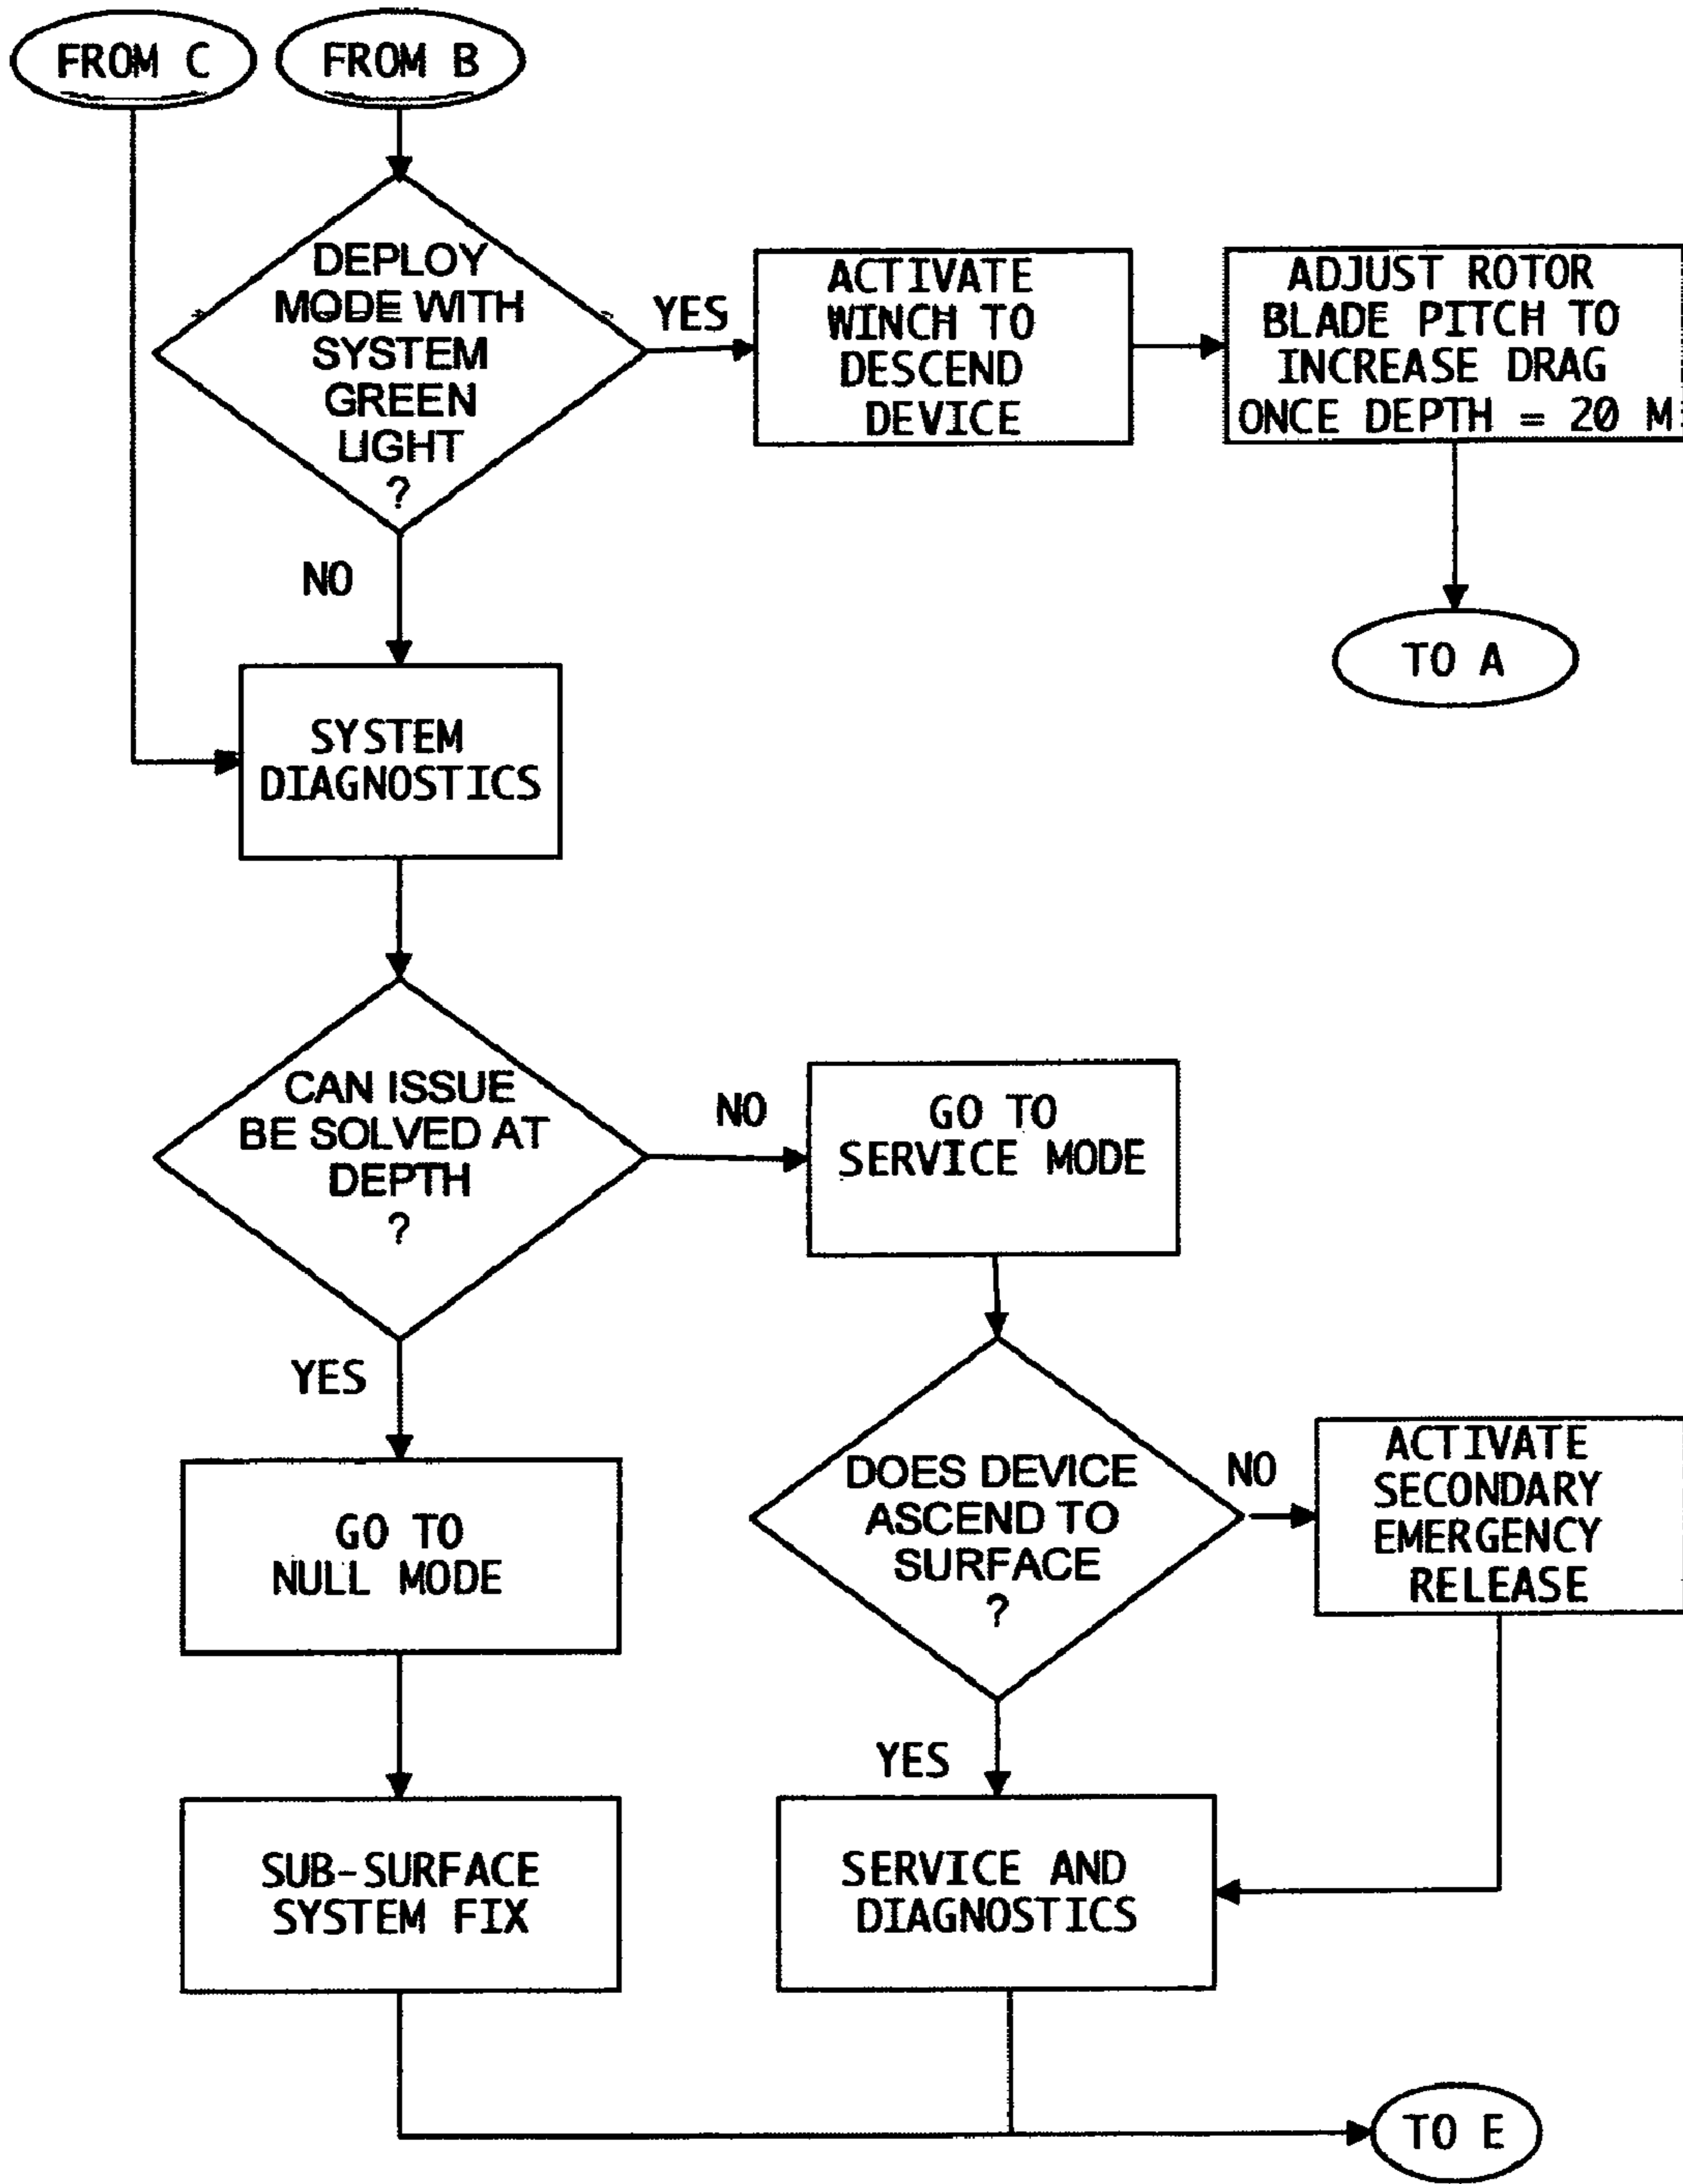 FROM C
FROM B
DEPLOY
MODE WITH
SYSTEM
GREEN
LIGHT
?
YES
ACTIVATE
WINCH TO
DESCEND
DEVICE
ADJUST ROTOR
BLADE PITCH TO
INCREASE DRAG
ONCE DEPTH = 20 M
NO
TO A
SYSTEM
DIAGNOSTICS
CAN ISSUE
BE SOLVED AT
DEPTH
?
NO
GO TO
SERVICE MODE
YES
DOES DEVICE
ASCEND TO
SURFACE
?
NO
ACTIVATE
SECONDARY
EMERGENCY
RELEASE
GO TO
NULL MODE
YES
SUB-SURFACE
SYSTEM FIX
SERVICE AND
DIAGNOSTICS
TO E